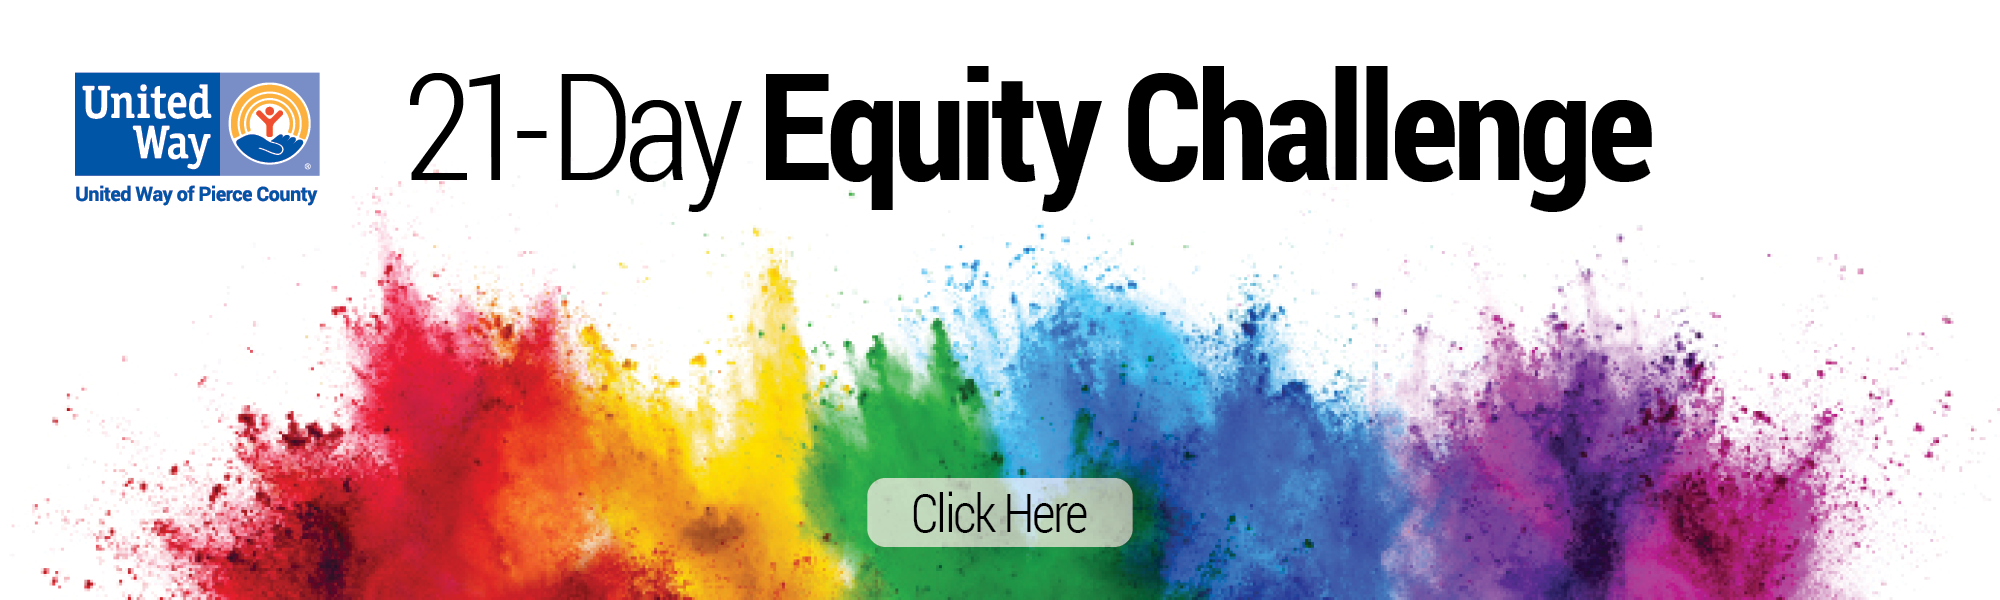 United
Way
®
United Way of Pierce County
21-Day Equity Challenge
Click Here